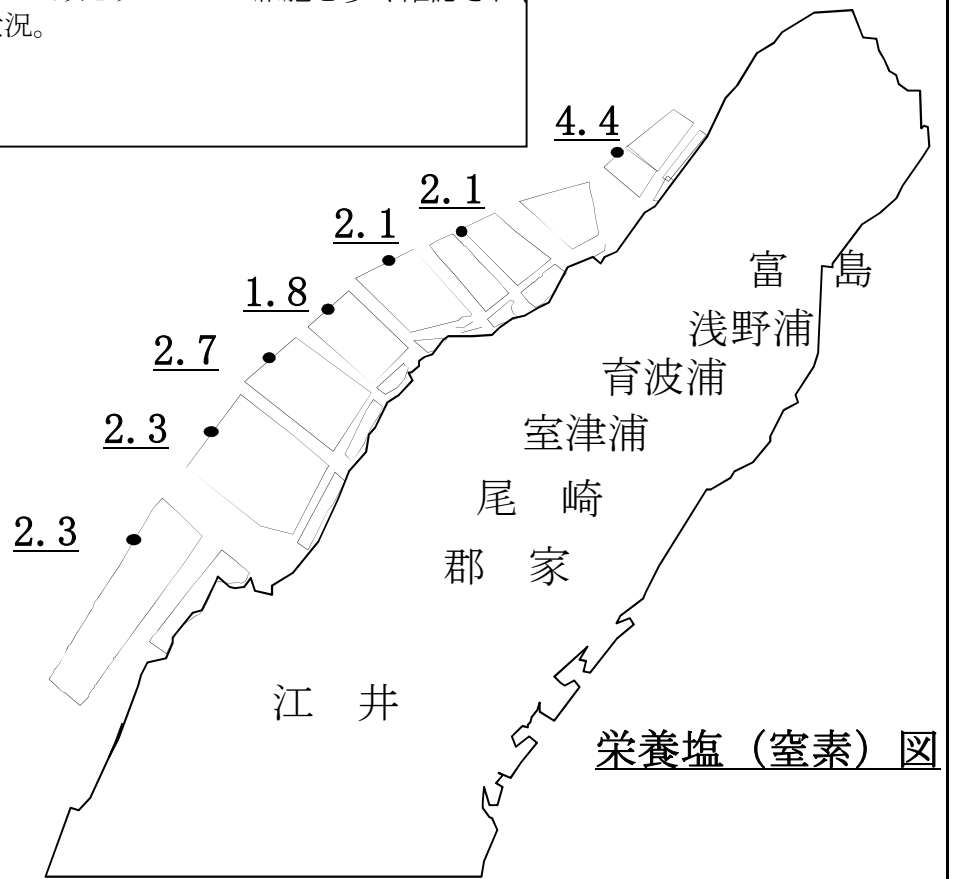 況。
4.4
2.1
2.1
1.8
2.7
2.3
2.3
富　島
浅野浦
育波浦
室津浦
尾　崎
郡　家
江　井
栄養塩（窒素）図